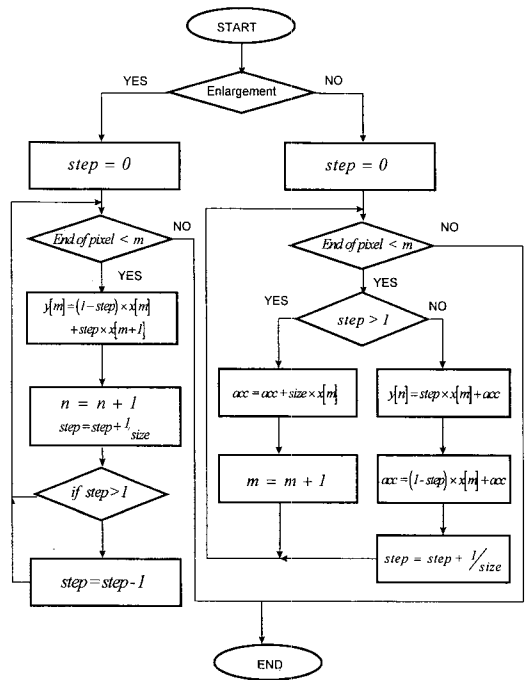 START
Enlargement
YES
NO
step = 0
End of pixel < m
NO
YES
y[m]=(1-step)×x[m]
+step×x[m+1]
n = n + 1
step=step+1/size
if step>1
step=step-1
step = 0
End of pixel < m
NO
YES
step > 1
YES
NO
acc=acc+size×x[m]
m = m + 1
y[n]=step×x[m]+acc
acc=(1-step)×x[m]+acc
step = step + 1/size
END